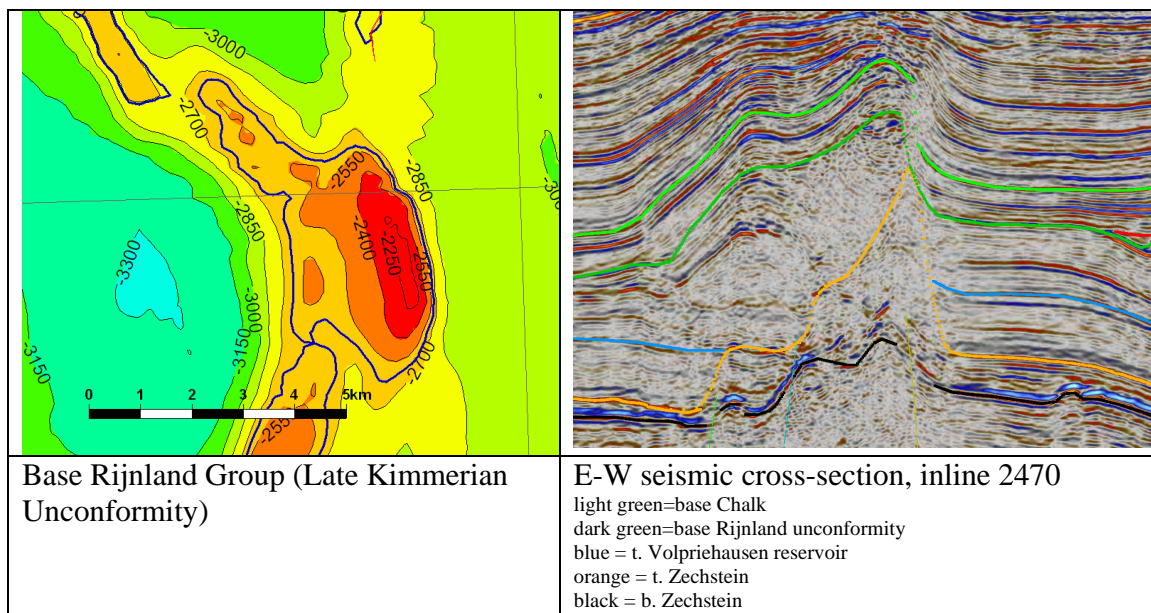 -3000
-2700
-2550
-2850
-2850
-2400
-2250
-2550
-3300
-3000
-3150
-2700
-3150
0 1 2 3 4 5km
Base Rijnland Group (Late Kimmerian
Unconformity)
E-W seismic cross-section, inline 2470
light green=base Chalk
dark green=base Rijnland unconformity
blue = t. Volpriehausen reservoir
orange = t. Zechstein
black = b. Zechstein